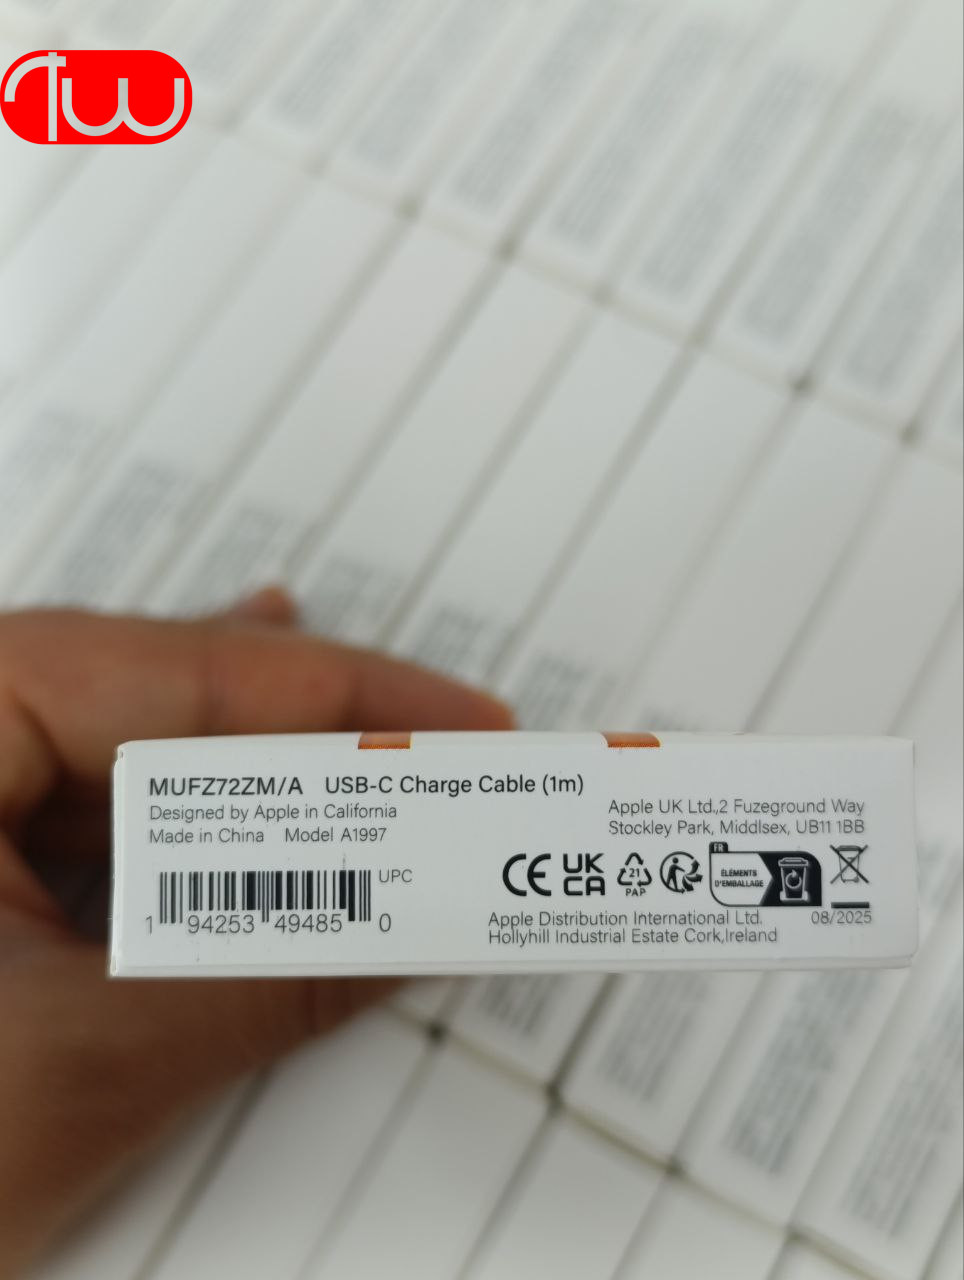 TW
MUFZ72ZM/A USB-C Charge Cable (1m)
Designed by Apple in California
Made in China Model A1997
Apple UK Ltd.,2 Fuzeground Way
Stockley Park, Middlsex, UB11 1BB
UPC
1 94253 49485 0
CE UK CA 21 PAP FR ÉLÉMENTS D'EMBALLAGE
Apple Distribution International Ltd. 08/2025
Hollyhill Industrial Estate Cork,Ireland